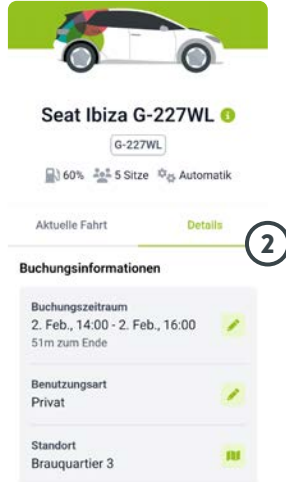 Seat Ibiza G-227WL
G-227WL
60% 5 Sitze Automatik
Aktuelle Fahrt Details
2
Buchungsinformationen
Buchungszeitraum
2. Feb., 14:00 - 2. Feb., 16:00
51m zum Ende
Benutzungsart
Privat
Standort
Brauquartier 3